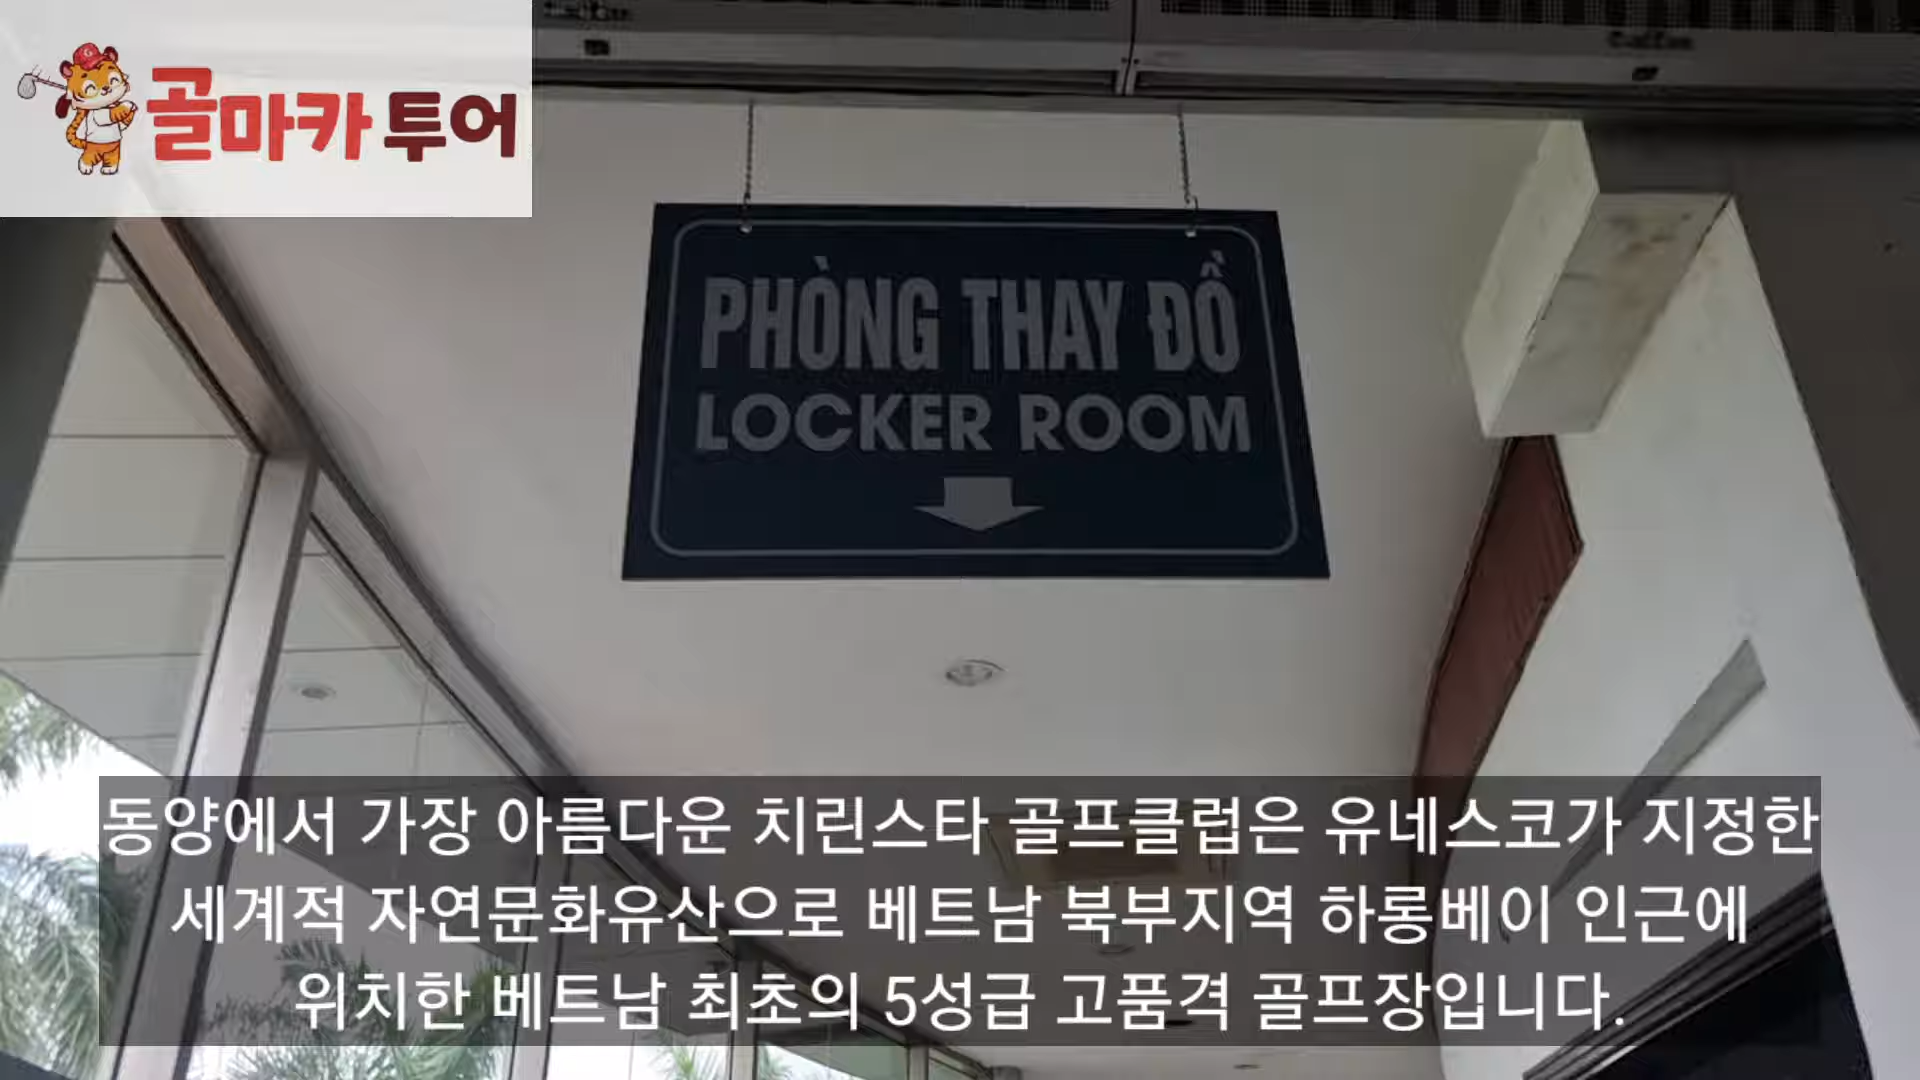 골마카 투어
PHÒNG THAY ĐỒ
LOCKER ROOM
동양에서 가장 아름다운 치린스타 골프클럽은 유네스코가 지정한
세계적 자연문화유산으로 베트남 북부지역 하롱베이 인근에
위치한 베트남 최초의 5성급 고품격 골프장입니다.